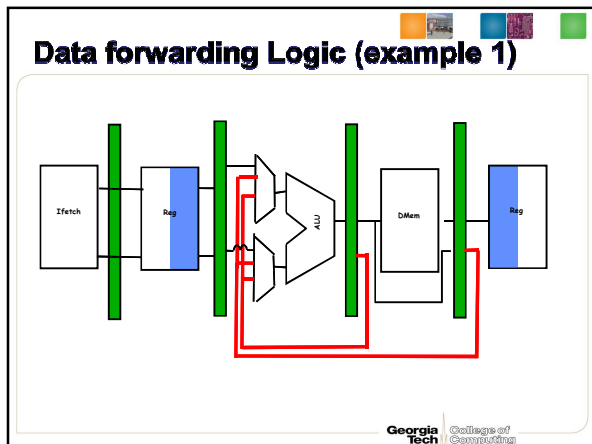 Data forwarding Logic (example 1)
Ifetch
Reg
ALU
DMem
Reg
Georgia Tech
College of Computing